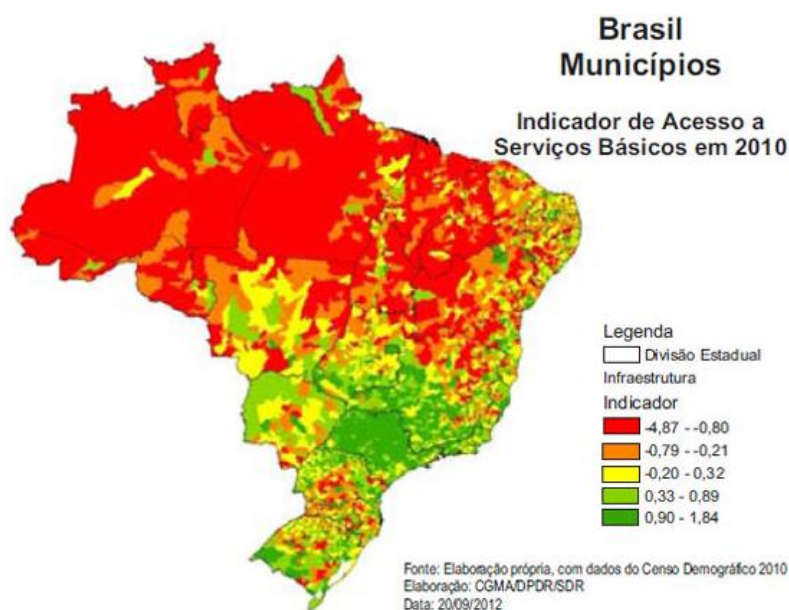 Brasil
Municípios
Indicador de Acesso a
Serviços Básicos em 2010
Legenda
Divisão Estadual
Infraestrutura
Indicador
-4,87 - -0,80
-0,79 - -0,21
-0,20 - 0,32
0,33 - 0,89
0,90 - 1,84
Fonte: Elaboração própria, com dados do Censo Demográfico 2010
Elaboração: CGMA/DPDR/SDR
Data: 20/09/2012